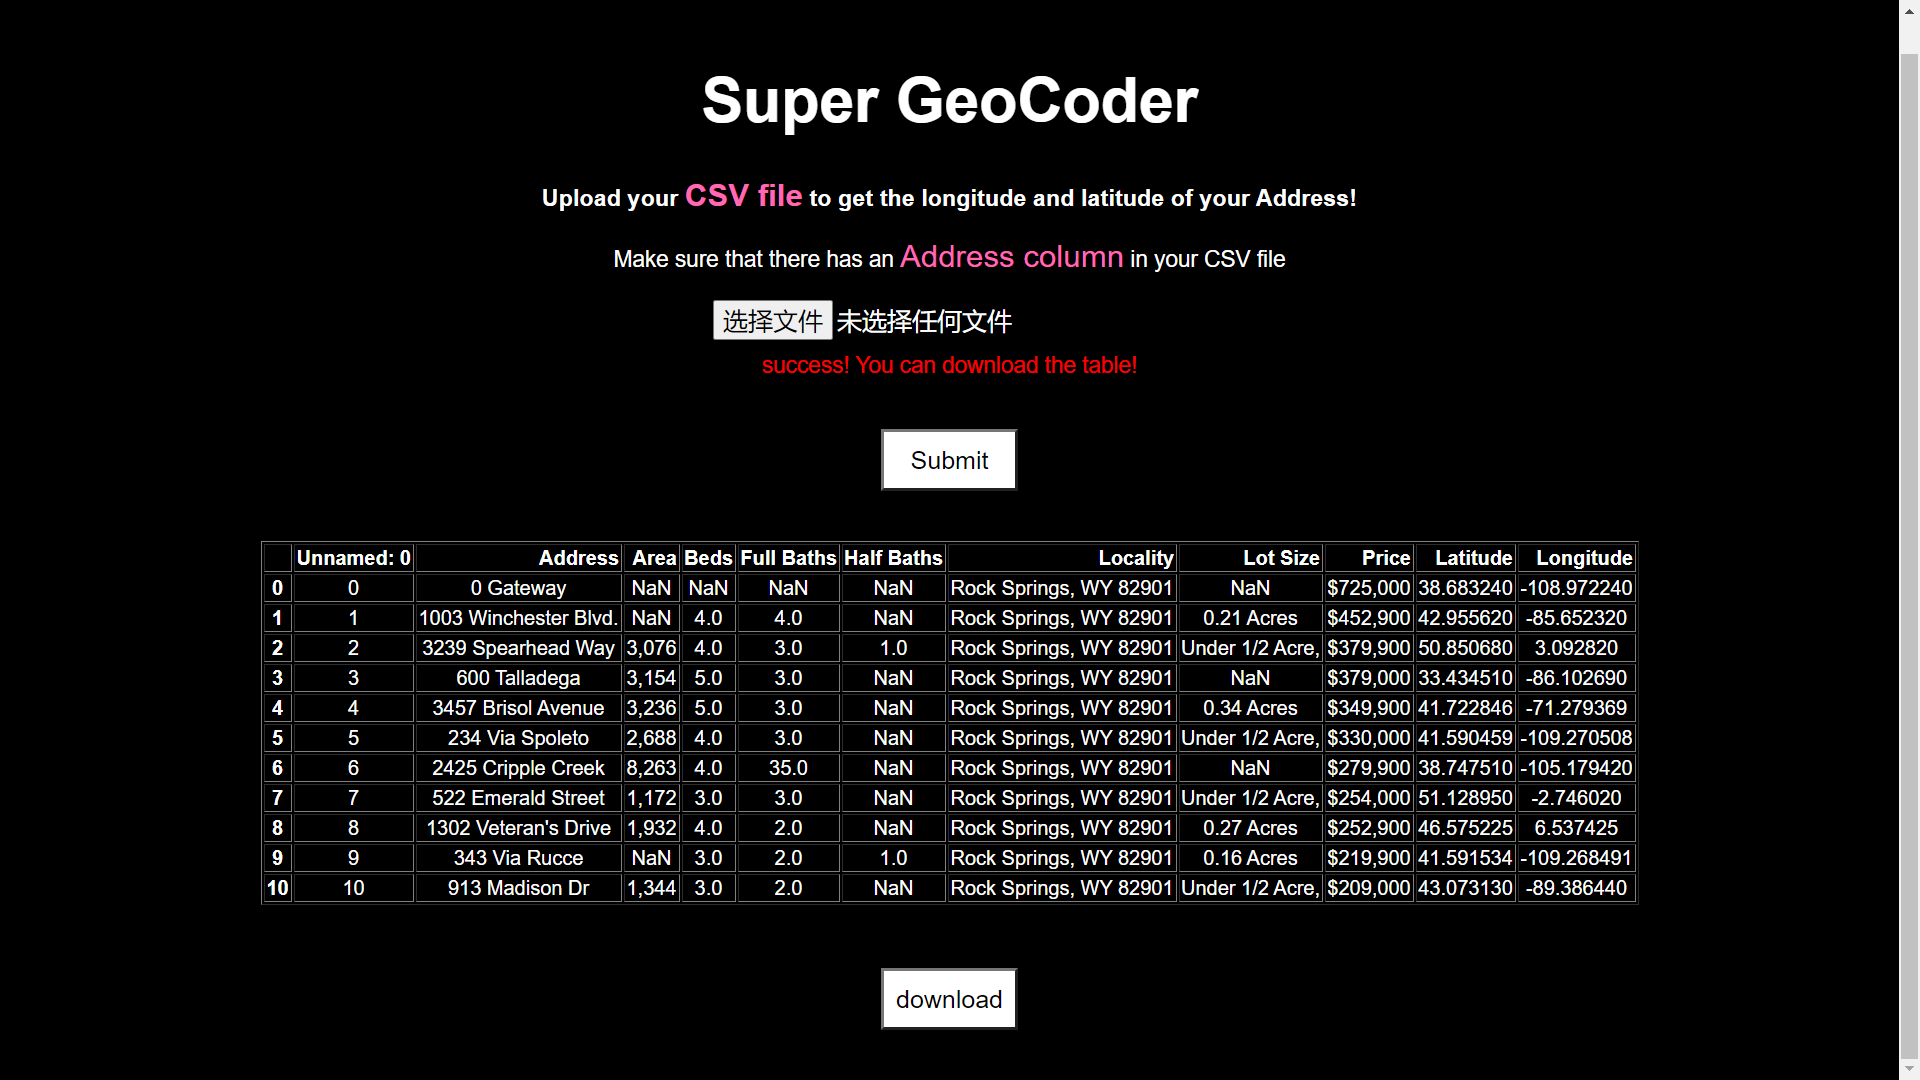 Super GeoCoder
Upload your CSV file to get the longitude and latitude of your Address!
Make sure that there has an Address column in your CSV file
选择文件 未选择任何文件
success! You can download the table!
Submit
Unnamed: 0 Address Area Beds Full Baths Half Baths Locality Lot Size Price Latitude Longitude
0 0 0 Gateway NaN NaN NaN NaN Rock Springs, WY 82901 NaN $725,000 38.683240 -108.972240
1 1 1003 Winchester Blvd. NaN 4.0 4.0 NaN Rock Springs, WY 82901 0.21 Acres $452,900 42.955620 -85.652320
2 2 3239 Spearhead Way 3,076 4.0 3.0 1.0 Rock Springs, WY 82901 Under 1/2 Acre, $379,900 50.850680 3.092820
3 3 600 Talladega 3,154 5.0 3.0 NaN Rock Springs, WY 82901 NaN $379,000 33.434510 -86.102690
4 4 3457 Brisol Avenue 3,236 5.0 3.0 NaN Rock Springs, WY 82901 0.34 Acres $349,900 41.722846 -71.279369
5 5 234 Via Spoleto 2,688 4.0 3.0 NaN Rock Springs, WY 82901 Under 1/2 Acre, $330,000 41.590459 -109.270508
6 6 2425 Cripple Creek 8,263 4.0 35.0 NaN Rock Springs, WY 82901 NaN $279,900 38.747510 -105.179420
7 7 522 Emerald Street 1,172 3.0 3.0 NaN Rock Springs, WY 82901 Under 1/2 Acre, $254,000 51.128950 -2.746020
8 8 1302 Veteran's Drive 1,932 4.0 2.0 NaN Rock Springs, WY 82901 0.27 Acres $252,900 46.575225 6.537425
9 9 343 Via Rucce NaN 3.0 2.0 1.0 Rock Springs, WY 82901 0.16 Acres $219,900 41.591534 -109.268491
10 10 913 Madison Dr 1,344 3.0 2.0 NaN Rock Springs, WY 82901 Under 1/2 Acre, $209,000 43.073130 -89.386440
download